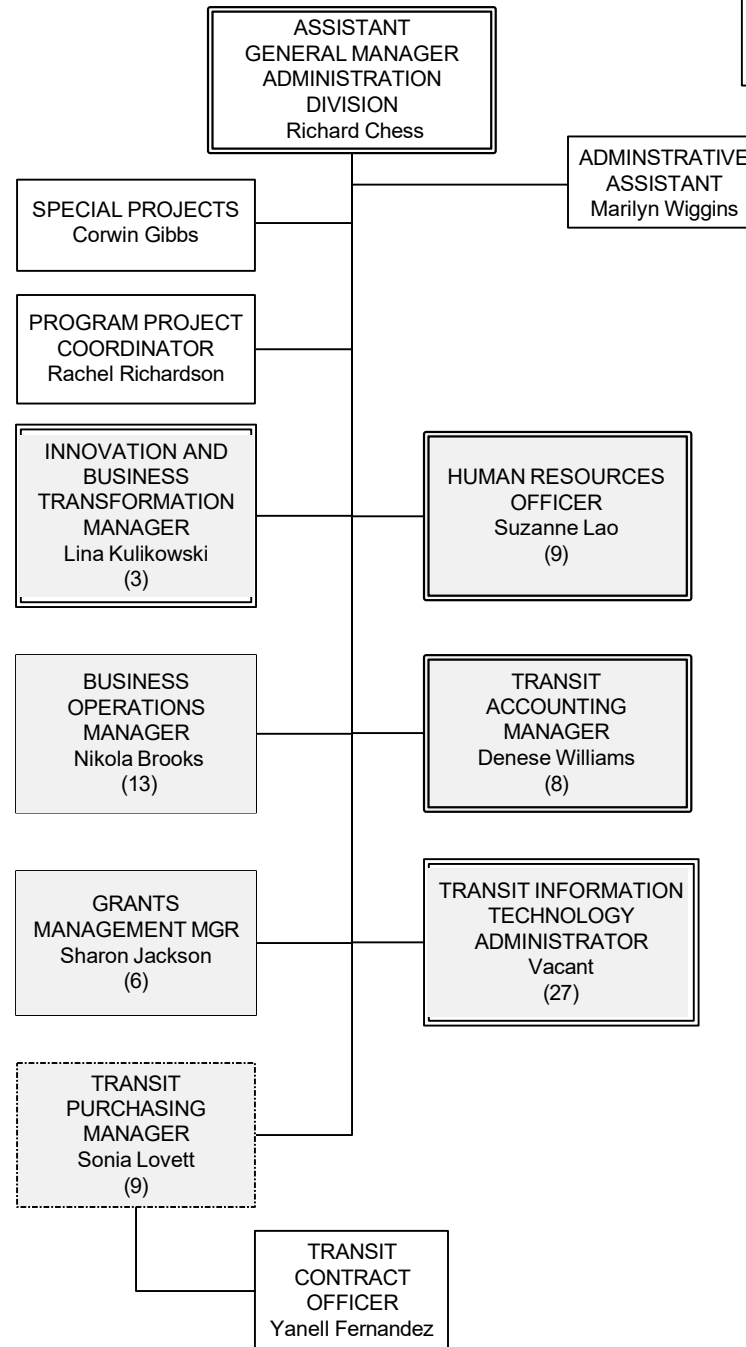 ASSISTANT
GENERAL MANAGER
ADMINISTRATION
DIVISION
Richard Chess
ADMINSTRATIVE
ASSISTANT
Marilyn Wiggins
SPECIAL PROJECTS
Corwin Gibbs
PROGRAM PROJECT
COORDINATOR
Rachel Richardson
INNOVATION AND
BUSINESS
TRANSFORMATION
MANAGER
Lina Kulikowski
(3)
HUMAN RESOURCES
OFFICER
Suzanne Lao
(9)
BUSINESS
OPERATIONS
MANAGER
Nikola Brooks
(13)
TRANSIT
ACCOUNTING
MANAGER
Denese Williams
(8)
GRANTS
MANAGEMENT MGR
Sharon Jackson
(6)
TRANSIT INFORMATION
TECHNOLOGY
ADMINISTRATOR
Vacant
(27)
TRANSIT
PURCHASING
MANAGER
Sonia Lovett
(9)
TRANSIT
CONTRACT
OFFICER
Yanell Fernandez